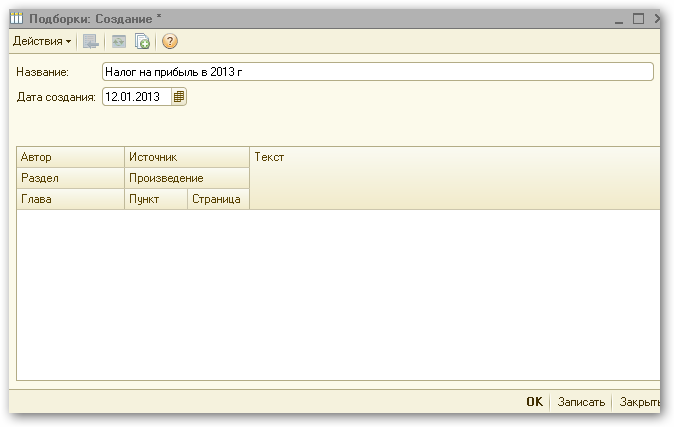 Подборки: Создание *
Действия
Название: Налог на прибыль в 2013 г
Дата создания: 12.01.2013
Автор Источник Текст
Раздел Произведение
Глава Пункт Страница
OK Записать Закрыть